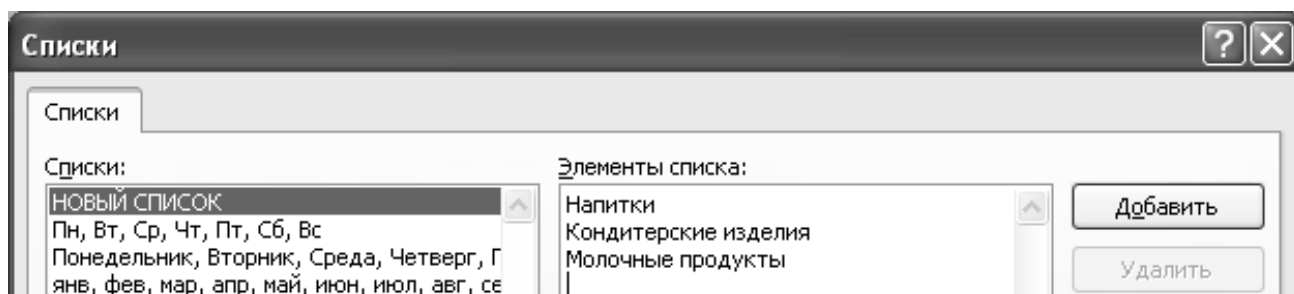 Списки
Списки
Списки:
НОВЫЙ СПИСОК
Пн, Вт, Ср, Чт, Пт, Сб, Вс
Понедельник, Вторник, Среда, Четверг, П
янв, фев, мар, апр, май, июн, июл, авг, се
Элементы списка:
Напитки
Кондитерские изделия
Молочные продукты
Добавить
Удалить